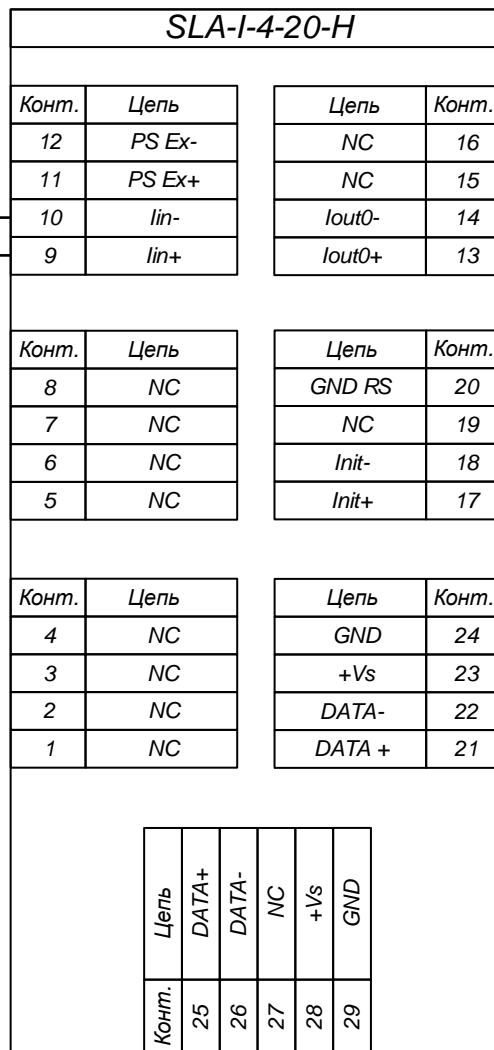 SLA-I-4-20-H
Конт. Цепь
12 PS Ex-
11 PS Ex+
10 Iin-
9 Iin+
Цепь Конт.
NC 16
NC 15
Iout0- 14
Iout0+ 13
Конт. Цепь
8 NC
7 NC
6 NC
5 NC
Цепь Конт.
GND RS 20
NC 19
Init- 18
Init+ 17
Конт. Цепь
4 NC
3 NC
2 NC
1 NC
Цепь Конт.
GND 24
+Vs 23
DATA- 22
DATA + 21
Конт. Цепь
25 DATA+
26 DATA-
27 NC
28 +Vs
29 GND